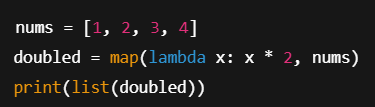 nums = [1, 2, 3, 4]
doubled = map(lambda x: x * 2, nums)
print(list(doubled))